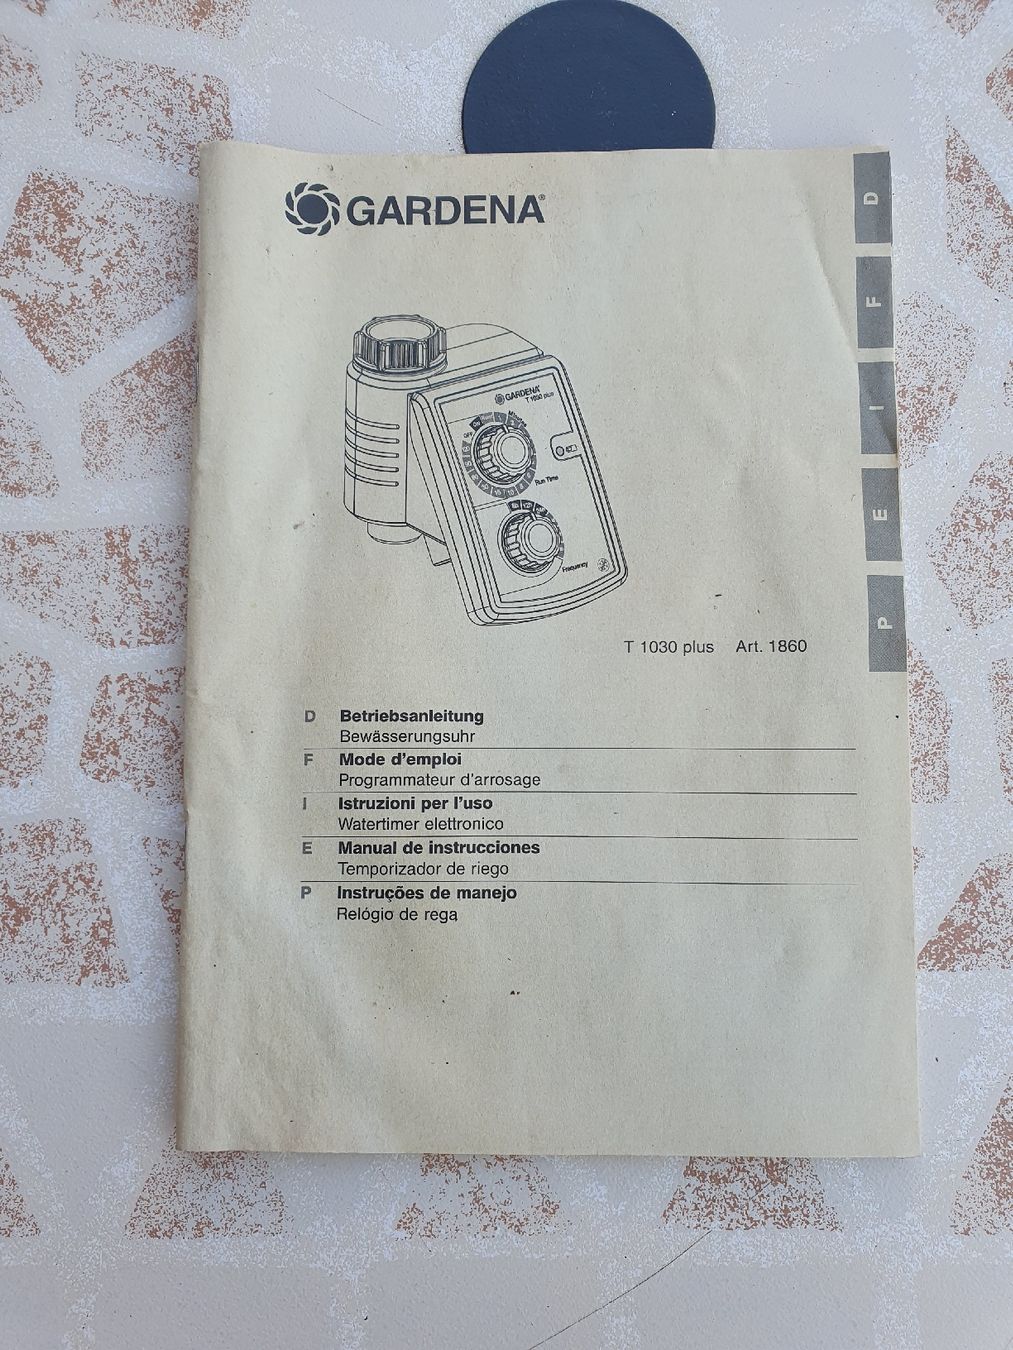 GARDENA®
D
F
I
E
P
GARDENA
T 1030 plus
Run Time
Frequency
T 1030 plus Art. 1860
D Betriebsanleitung
Bewässerungsuhr
F Mode d'emploi
Programmateur d'arrosage
I Istruzioni per l'uso
Watertimer elettronico
E Manual de instrucciones
Temporizador de riego
P Instruções de manejo
Relógio de rega